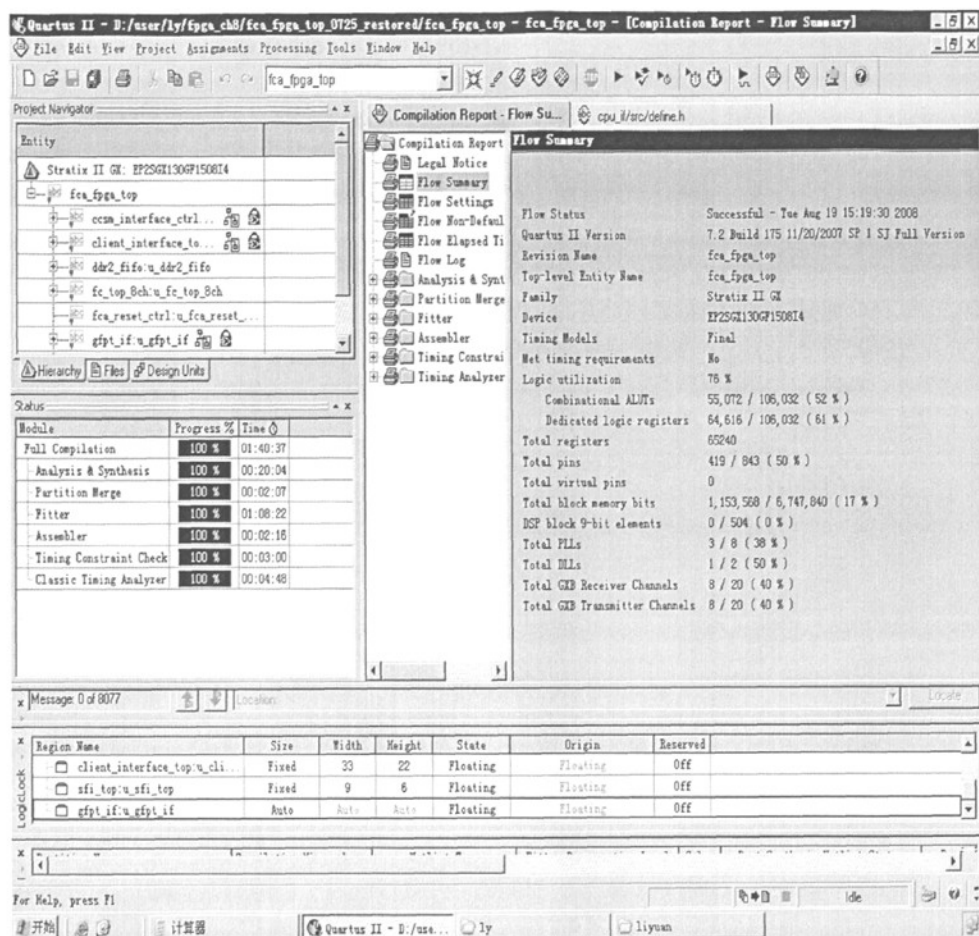 Quartus II - D:/user/ly/fpga_ch8/fca_fpga_top_0725_restored/fca_fpga_top - fca_fpga_top - [Compilation Report - Flow Summary]
File Edit View Project Assignments Processing Tools Window Help
fca_fpga_top
Project Navigator
Entity
Stratix II GX: EP2SGX130GF1508I4
fca_fpga_top
ccsm_interface_ctrl...
client_interface_to...
ddr2_fifo:u_ddr2_fifo
fc_top_8ch:u_fc_top_8ch
fca_reset_ctrl:u_fca_reset_...
gfpt_if:u_gfpt_if
Hierarchy Files Design Units
Status
Module Progress % Time
Full Compilation 100 % 01:40:37
Analysis & Synthesis 100 % 00:20:04
Partition Merge 100 % 00:02:07
Fitter 100 % 01:08:22
Assembler 100 % 00:02:16
Timing Constraint Check 100 % 00:03:00
Classic Timing Analyzer 100 % 00:04:48
Compilation Report - Flow Su... cpu_if/src/define.h
Compilation Report
Legal Notice
Flow Summary
Flow Settings
Flow Non-Defaul
Flow Elapsed Ti
Flow Log
Analysis & Synt
Partition Merge
Fitter
Assembler
Timing Constrai
Timing Analyzer
Flow Summary
Flow Status Successful - Tue Aug 19 15:19:30 2008
Quartus II Version 7.2 Build 175 11/20/2007 SP 1 SJ Full Version
Revision Name fca_fpga_top
Top-level Entity Name fca_fpga_top
Family Stratix II GX
Device EP2SGX130GF1508I4
Timing Models Final
Met timing requirements No
Logic utilization 76 %
Combinational ALUTs 55,072 / 106,032 ( 52 % )
Dedicated logic registers 64,616 / 106,032 ( 61 % )
Total registers 65240
Total pins 419 / 843 ( 50 % )
Total virtual pins 0
Total block memory bits 1,153,568 / 6,747,840 ( 17 % )
DSP block 9-bit elements 0 / 504 ( 0 % )
Total PLLs 3 / 8 ( 38 % )
Total DLLs 1 / 2 ( 50 % )
Total GXB Receiver Channels 8 / 20 ( 40 % )
Total GXB Transmitter Channels 8 / 20 ( 40 % )
Message: 0 of 8077 Location: Locate
LogicLock
Region Name Size Width Height State Origin Reserved
client_interface_top:u_cli... Fixed 33 22 Floating Floating Off
sfi_top:u_sfi_top Fixed 9 6 Floating Floating Off
gfpt_if:u_gfpt_if Auto Auto Auto Floating Floating Off
For Help, press F1 Idle
开始 计算器 Quartus II - D:/use... ly liyuan